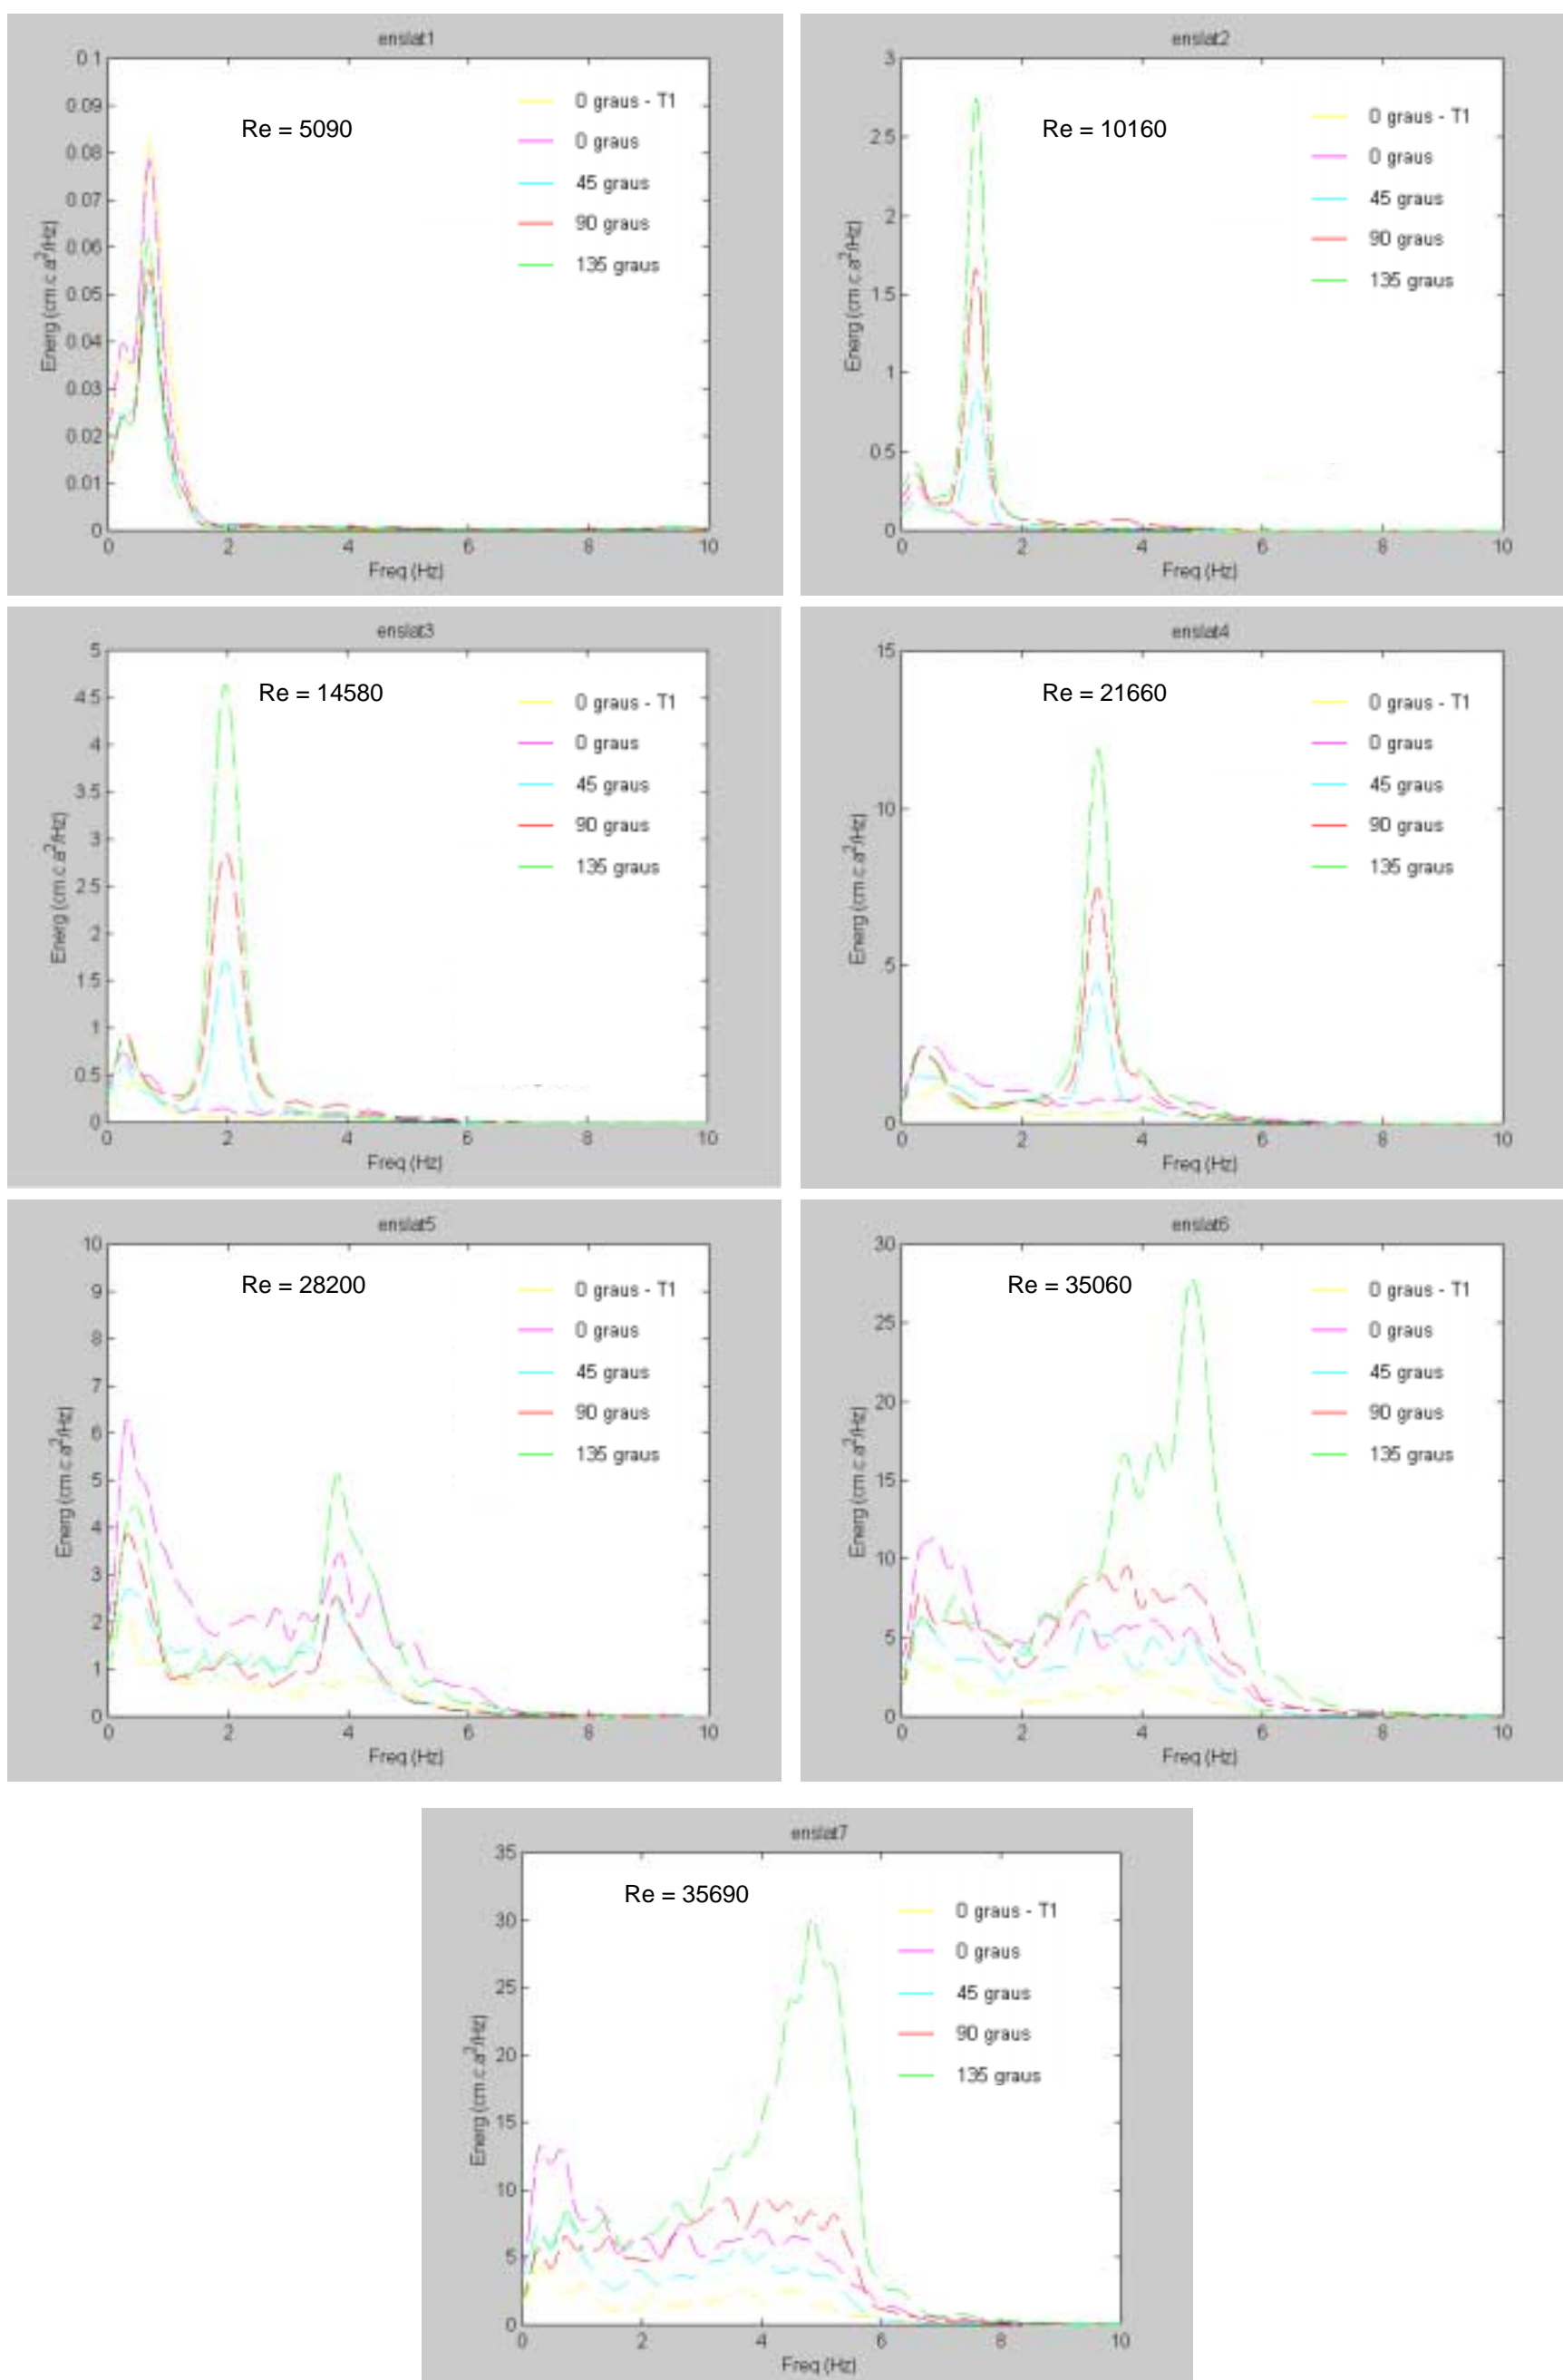 enslat1
Re = 5090
0 graus - T1
0 graus
45 graus
90 graus
135 graus
Energ (cm.c.a²/Hz)
0.1
0.09
0.08
0.07
0.06
0.05
0.04
0.03
0.02
0.01
0
0 2 4 6 8 10
Freq (Hz)
enslat2
Re = 10160
0 graus - T1
0 graus
45 graus
90 graus
135 graus
Energ (cm.c.a²/Hz)
3
2.5
2
1.5
1
0.5
0
0 2 4 6 8 10
Freq (Hz)
enslat3
Re = 14580
0 graus - T1
0 graus
45 graus
90 graus
135 graus
Energ (cm.c.a²/Hz)
5
4.5
4
3.5
3
2.5
2
1.5
1
0.5
0
0 2 4 6 8 10
Freq (Hz)
enslat4
Re = 21660
0 graus - T1
0 graus
45 graus
90 graus
135 graus
Energ (cm.c.a²/Hz)
15
10
5
0
0 2 4 6 8 10
Freq (Hz)
enslat5
Re = 28200
0 graus - T1
0 graus
45 graus
90 graus
135 graus
Energ (cm.c.a²/Hz)
10
9
8
7
6
5
4
3
2
1
0
0 2 4 6 8 10
Freq (Hz)
enslat6
Re = 35060
0 graus - T1
0 graus
45 graus
90 graus
135 graus
Energ (cm.c.a²/Hz)
30
25
20
15
10
5
0
0 2 4 6 8 10
Freq (Hz)
enslat7
Re = 35690
0 graus - T1
0 graus
45 graus
90 graus
135 graus
Energ (cm.c.a²/Hz)
35
30
25
20
15
10
5
0
0 2 4 6 8 10
Freq (Hz)